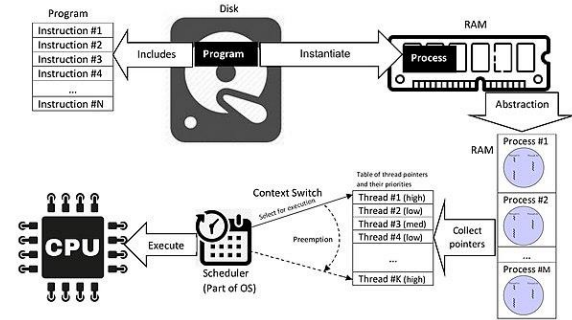 Program
Instruction #1
Instruction #2
Instruction #3
Instruction #4
...
Instruction #N
Includes
Disk
Program
Instantiate
RAM
Process
Abstraction
RAM
Process #1
Process #2
...
Process #M
Collect
pointers
Table of thread pointers
and their priorities
Thread #1 (high)
Thread #2 (low)
Thread #3 (med)
Thread #4 (low)
...
Thread #K (high)
Context Switch
Select for execution
Preemption
Scheduler
(Part of OS)
Execute
CPU